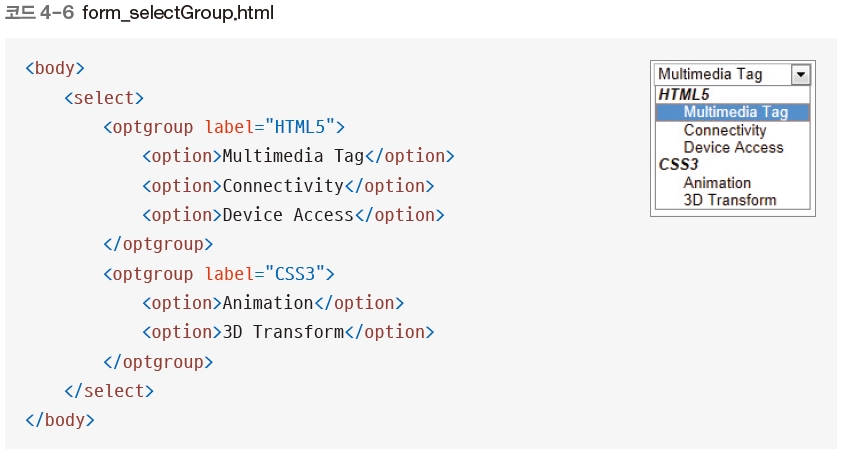 코드 4-6 form_selectGroup.html
<body>
<select>
<optgroup label="HTML5">
<option>Multimedia Tag</option>
<option>Connectivity</option>
<option>Device Access</option>
</optgroup>
<optgroup label="CSS3">
<option>Animation</option>
<option>3D Transform</option>
</optgroup>
</select>
</body>
Multimedia Tag
HTML5
Multimedia Tag
Connectivity
Device Access
CSS3
Animation
3D Transform